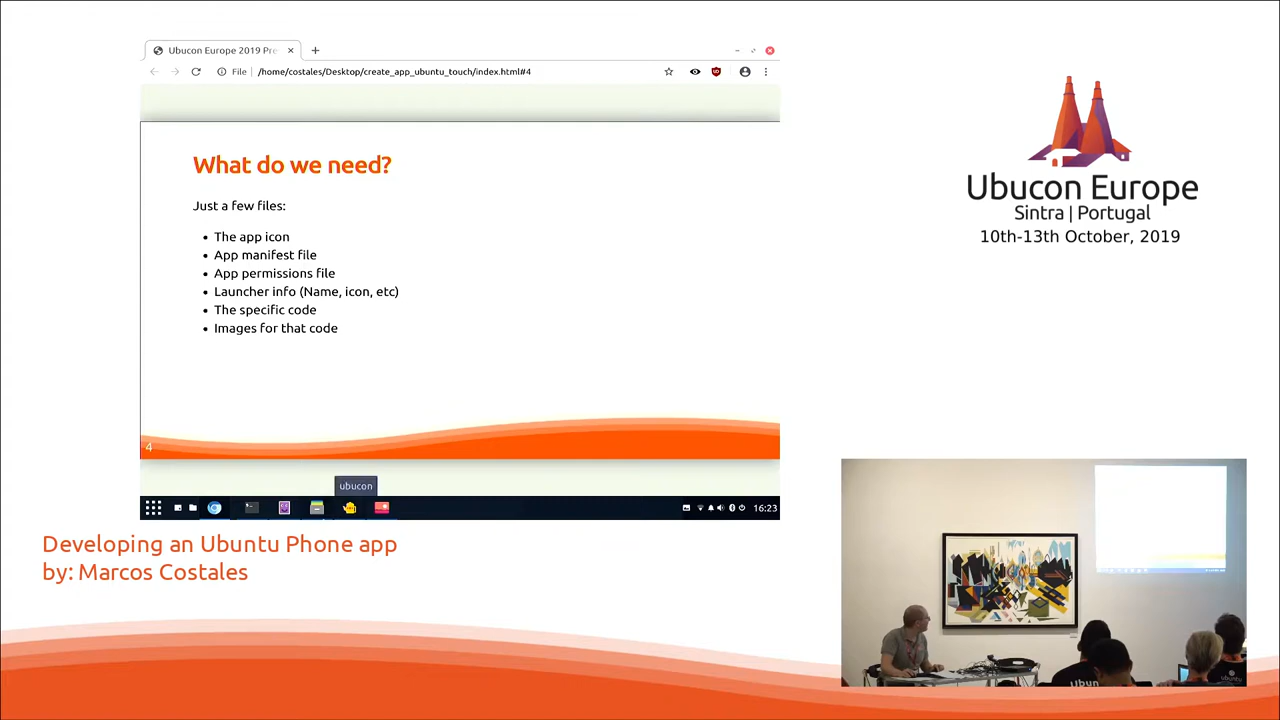 Ubucon Europe 2019 Pre
File
/home/costales/Desktop/create_app_ubuntu_touch/index.html#4
What do we need?
Just a few files:
The app icon
App manifest file
App permissions file
Launcher info (Name, icon, etc)
The specific code
Images for that code
4
ubucon
16:23
Ubucon Europe
Sintra | Portugal
10th-13th October, 2019
Developing an Ubuntu Phone app
by: Marcos Costales
ubuntu